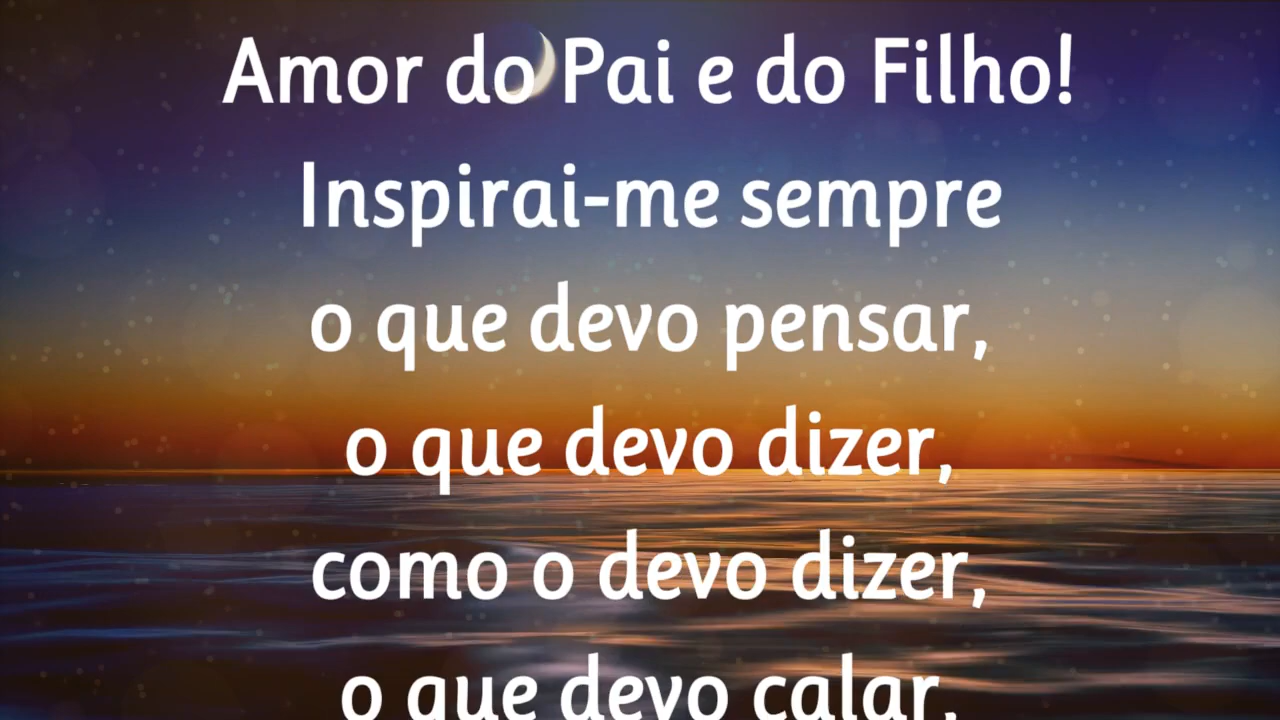 Amor do Pai e do Filho!
Inspirai-me sempre
o que devo pensar,
o que devo dizer,
como o devo dizer,
o que devo calar,